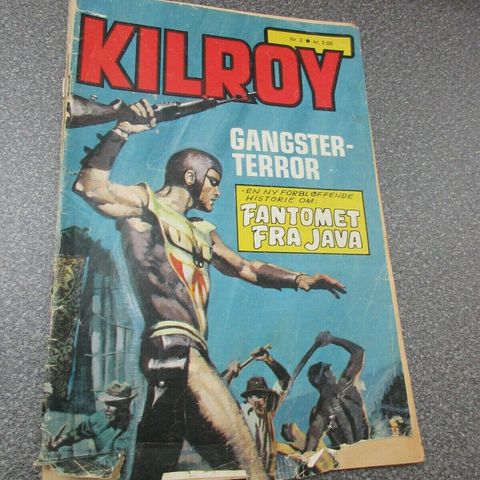 Nr. 2 • kr. 2.00
KILROY
GANGSTER-
TERROR
-EN NY FORBLØFFENDE
HISTORIE OM:
FANTOMET
FRA JAVA